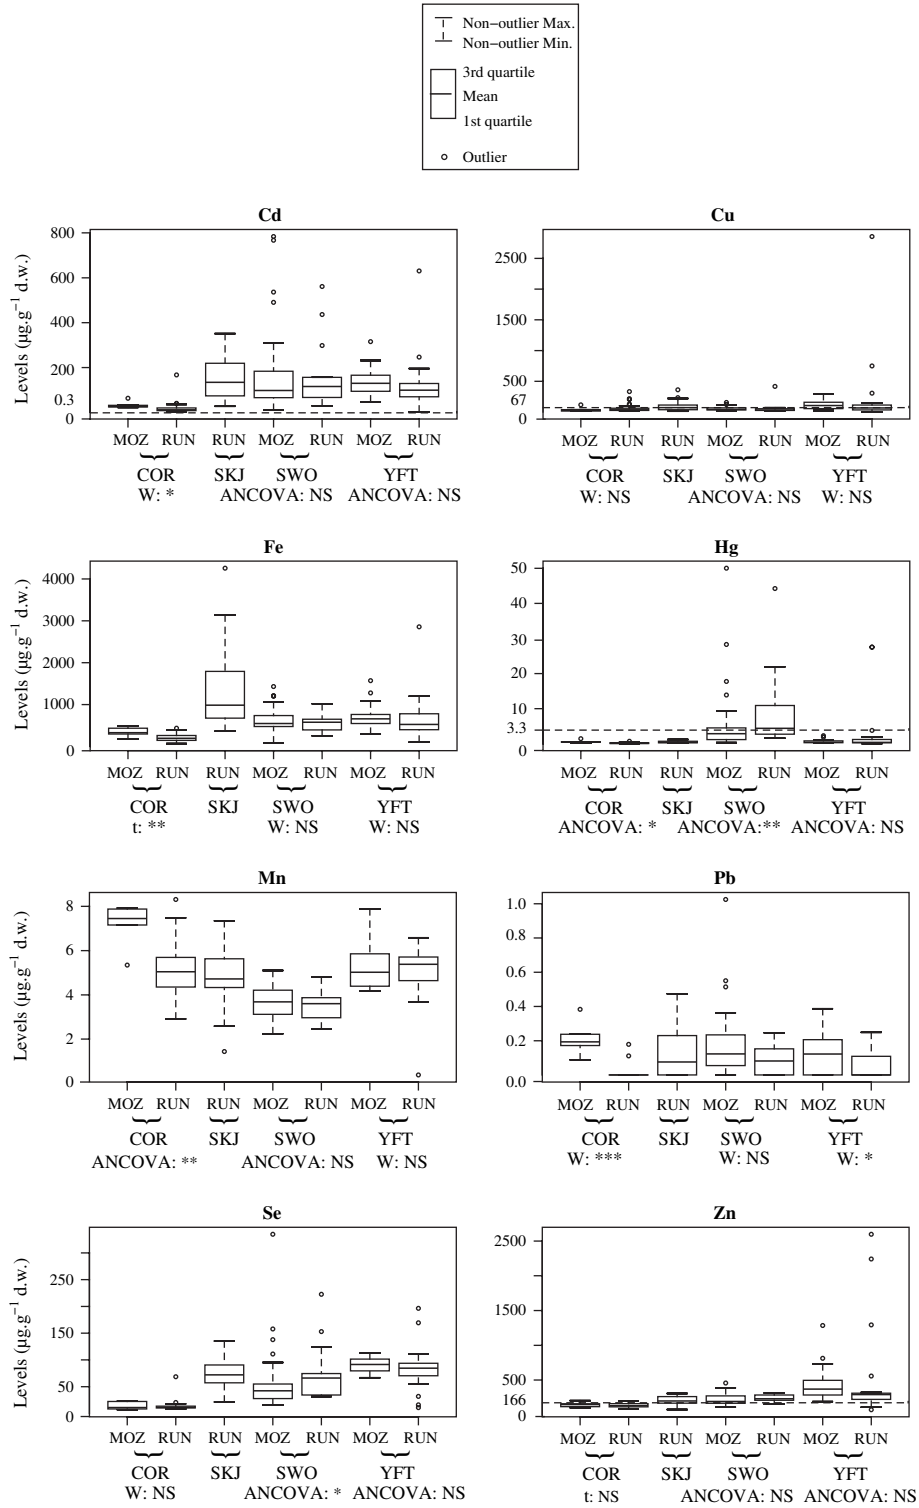 Non−outlier Max.
Non−outlier Min.
3rd quartile
Mean
1st quartile
Outlier
Cd
Levels (µg.g−1 d.w.)
800
600
400
200
0.3
0
MOZ RUN RUN MOZ RUN MOZ RUN
COR SKJ SWO YFT
W: * ANCOVA: NS ANCOVA: NS
Cu
2500
1500
500
67
0
MOZ RUN RUN MOZ RUN MOZ RUN
COR SKJ SWO YFT
W: NS ANCOVA: NS W: NS
Fe
Levels (µg.g−1 d.w.)
4000
3000
2000
1000
0
MOZ RUN RUN MOZ RUN MOZ RUN
COR SKJ SWO YFT
t: ** W: NS W: NS
Hg
50
40
30
20
10
3.3
0
MOZ RUN RUN MOZ RUN MOZ RUN
COR SKJ SWO YFT
ANCOVA: * ANCOVA:** ANCOVA: NS
Mn
Levels (µg.g−1 d.w.)
8
6
4
2
0
MOZ RUN RUN MOZ RUN MOZ RUN
COR SKJ SWO YFT
ANCOVA: ** ANCOVA: NS W: NS
Pb
1.0
0.8
0.6
0.4
0.2
0.0
MOZ RUN RUN MOZ RUN MOZ RUN
COR SKJ SWO YFT
W: *** W: NS W: *
Se
Levels (µg.g−1 d.w.)
250
150
50
0
MOZ RUN RUN MOZ RUN MOZ RUN
COR SKJ SWO YFT
W: NS ANCOVA: * ANCOVA: NS
Zn
2500
1500
500
166
0
MOZ RUN RUN MOZ RUN MOZ RUN
COR SKJ SWO YFT
t: NS ANCOVA: NS ANCOVA: NS